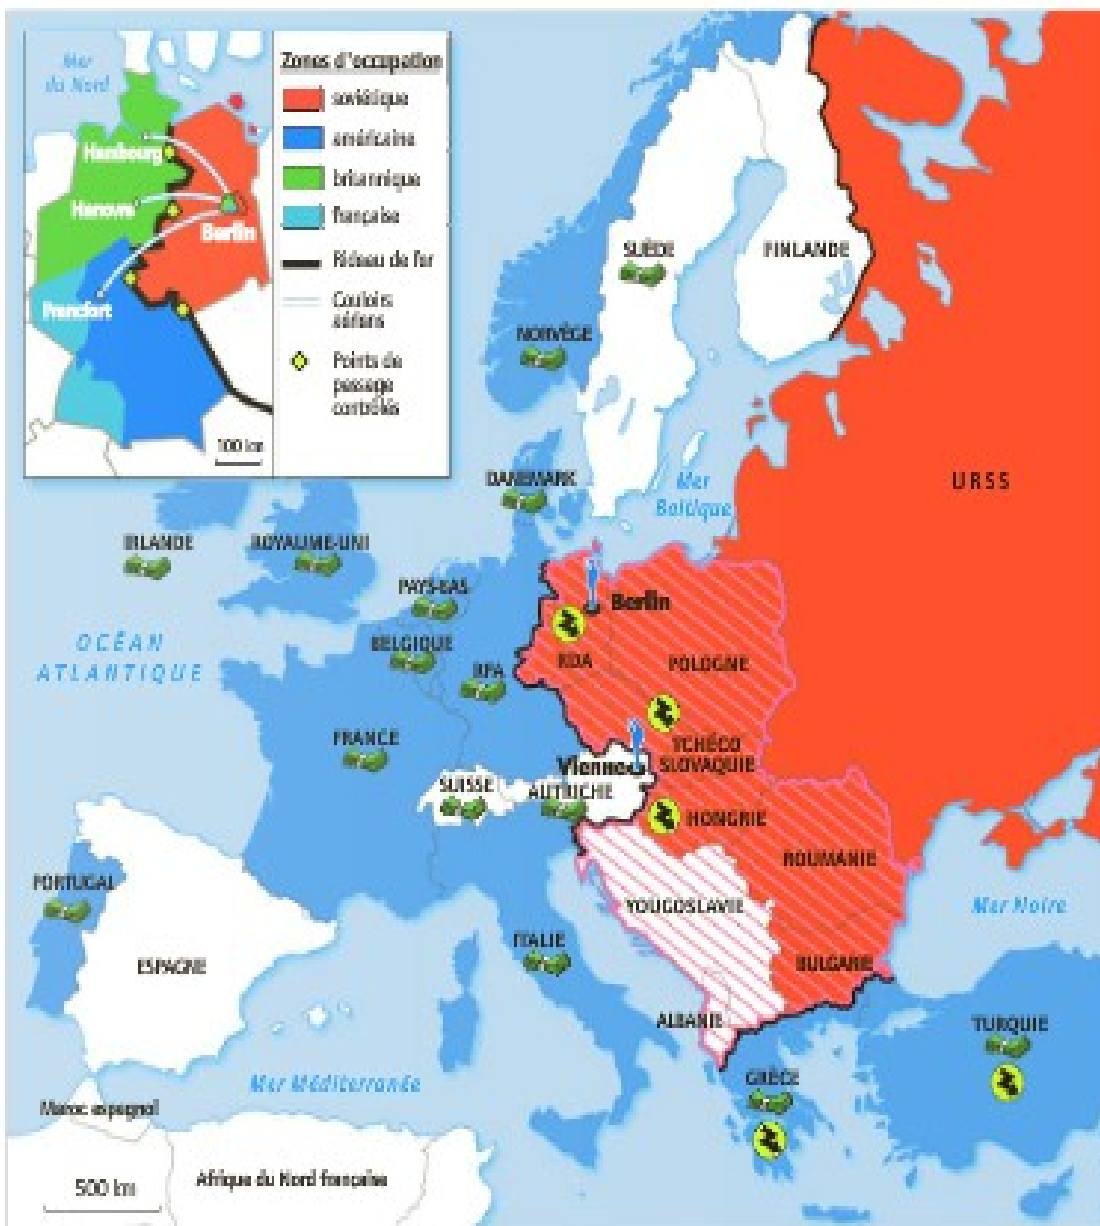 Mer
du Nord
Hambourg
Hanovre
Berlin
Francfort
100 km
Zones d'occupation
soviétique
américaine
britannique
française
Rideau de fer
Couloirs
aériens
Points de
passage
contrôlés
SUÈDE
FINLANDE
NORVÈGE
DANEMARK
Mer
Baltique
URSS
IRLANDE
ROYAUME-UNI
PAYS-BAS
Berlin
OCÉAN
ATLANTIQUE
BELGIQUE
RFA
RDA
POLOGNE
FRANCE
TCHÉCO
SLOVAQUIE
Vienne
SUISSE
AUTRICHE
HONGRIE
ROUMANIE
PORTUGAL
YOUGOSLAVIE
Mer Noire
ESPAGNE
ITALIE
BULGARIE
ALBANIE
TURQUIE
Mer Méditerranée
GRÈCE
Maroc espagnol
Afrique du Nord française
500 km